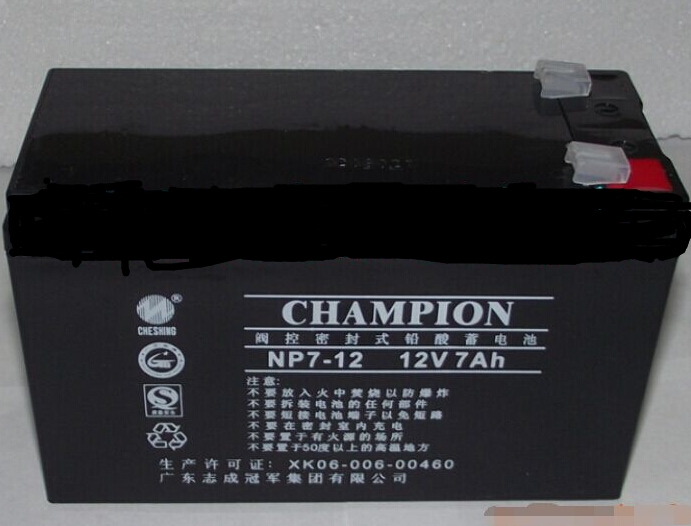 CHAMPION
阀控密封式铅酸蓄电池
NP7-12 12V7Ah
®
CHESHING
注意:
不要放入火中焚烧以防爆炸
不要拆装电池的任何部件
不要短接电池端子以免短路
不要在密封室内充电
不要置于有火源的场所
不要置于50度以上的高温地方
生产许可证: XK06-006-00460
广东志成冠军集团有限公司